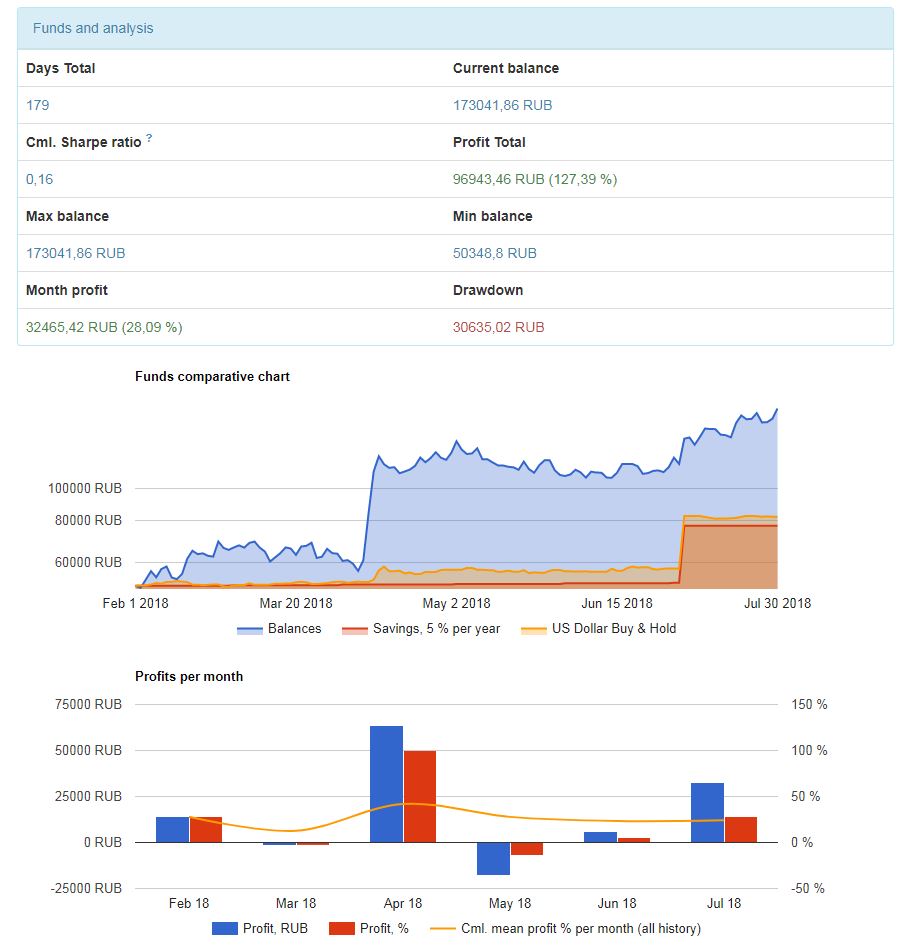 Funds and analysis
Days Total Current balance
179 173041,86 RUB
Cml. Sharpe ratio ? Profit Total
0,16 96943,46 RUB (127,39 %)
Max balance Min balance
173041,86 RUB 50348,8 RUB
Month profit Drawdown
32465,42 RUB (28,09 %) 30635,02 RUB
Funds comparative chart
100000 RUB
80000 RUB
60000 RUB
Feb 1 2018 Mar 20 2018 May 2 2018 Jun 15 2018 Jul 30 2018
Balances Savings, 5 % per year US Dollar Buy & Hold
Profits per month
75000 RUB 150 %
50000 RUB 100 %
25000 RUB 50 %
0 RUB 0 %
-25000 RUB -50 %
Feb 18 Mar 18 Apr 18 May 18 Jun 18 Jul 18
Profit, RUB Profit, % Cml. mean profit % per month (all history)